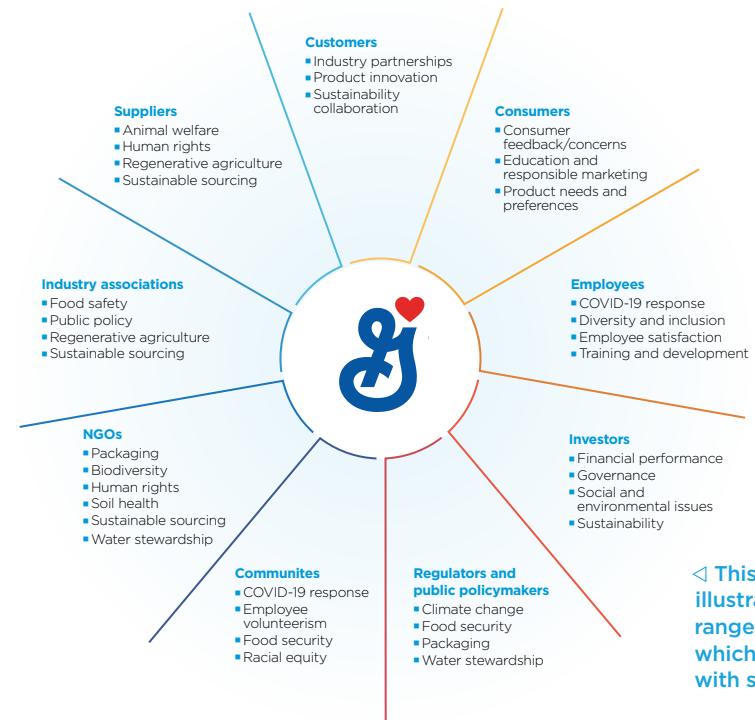 Customers
Industry partnerships
Product innovation
Sustainability
collaboration
Consumers
Consumer
feedback/concerns
Education and
responsible marketing
Product needs and
preferences
Employees
COVID-19 response
Diversity and inclusion
Employee satisfaction
Training and development
Investors
Financial performance
Governance
Social and
environmental issues
Sustainability
Regulators and
public policymakers
Climate change
Food security
Packaging
Water stewardship
Communites
COVID-19 response
Employee
volunteerism
Food security
Racial equity
NGOs
Packaging
Biodiversity
Human rights
Soil health
Sustainable sourcing
Water stewardship
Industry associations
Food safety
Public policy
Regenerative agriculture
Sustainable sourcing
Suppliers
Animal welfare
Human rights
Regenerative agriculture
Sustainable sourcing
G
This
illustra
range
which
with s